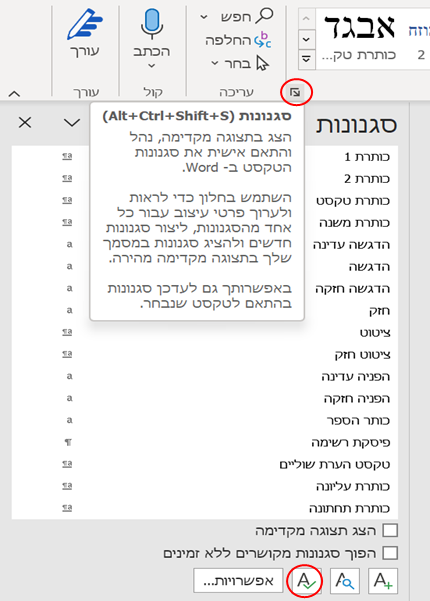 אבגד
מוזה
כותרת טקס...
2
חפש
החלפה
בחר
עריכה
הכתב
קול
עורך
עורך
סגנונות
סגנונות (Alt+Ctrl+Shift+S)
הצג בתצוגה מקדימה, נהל
והתאם אישית את סגנונות
הטקסט ב- Word.
השתמש בחלון כדי לראות
ולערוך פרטי עיצוב עבור כל
אחד מהסגנונות, ליצור סגנונות
חדשים ולהציג סגנונות במסמך
שלך בתצוגה מקדימה מהירה.
באפשרותך גם לעדכן סגנונות
בהתאם לטקסט שנבחר.
כותרת 1 ¶a
כותרת 2 ¶a
כותרת טקסט ¶a
כותרת משנה ¶a
הדגשה עדינה a
הדגשה a
הדגשה חזקה a
חזק a
ציטוט ¶a
ציטוט חזק ¶a
הפניה עדינה a
הפניה חזקה a
כותר הספר a
פיסקת רשימה ¶
טקסט הערת שוליים ¶a
כותרת עליונה ¶a
כותרת תחתונה ¶a
הצג תצוגה מקדימה
הפוך סגנונות מקושרים ללא זמינים
אפשרויות...